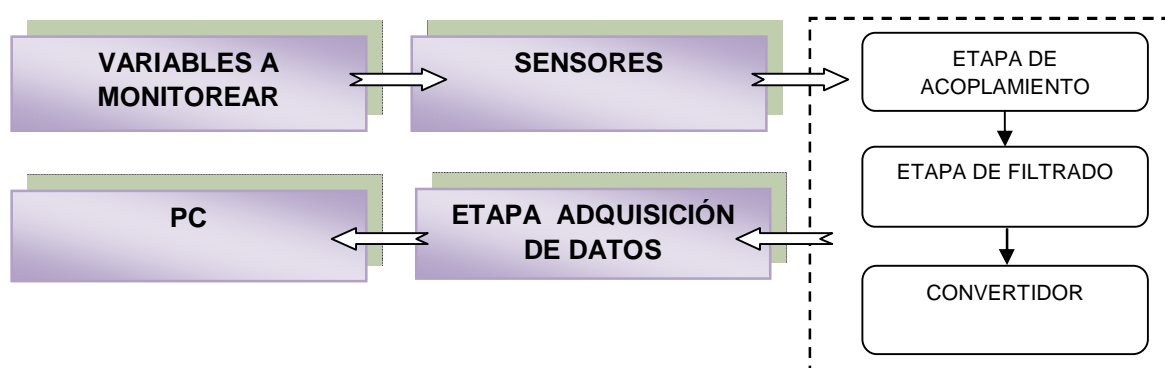 VARIABLES A
MONITOREAR
SENSORES
ETAPA DE
ACOPLAMIENTO
ETAPA DE FILTRADO
CONVERTIDOR
ETAPA ADQUISICIÓN
DE DATOS
PC